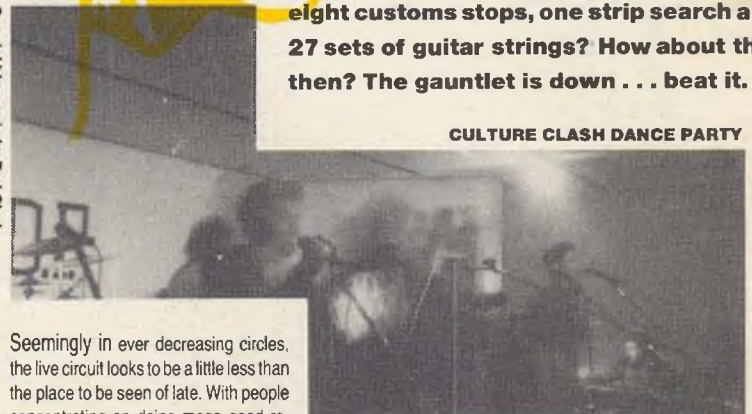 eight customs stops, one strip search a
27 sets of guitar strings? How about th
then? The gauntlet is down . . . beat it.
CULTURE CLASH DANCE PARTY
Seemingly in ever decreasing circles,
the live circuit looks to be a little less than
the place to be seen of late. With people